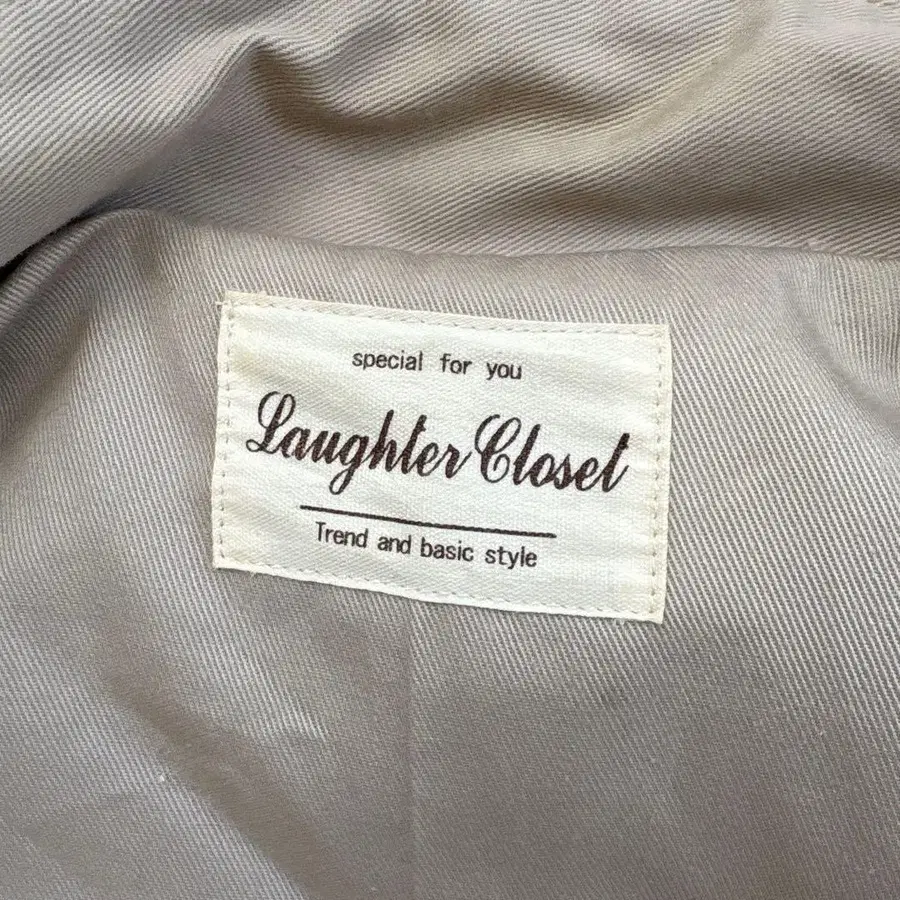 special for you
Laughter Closet
Trend and basic style